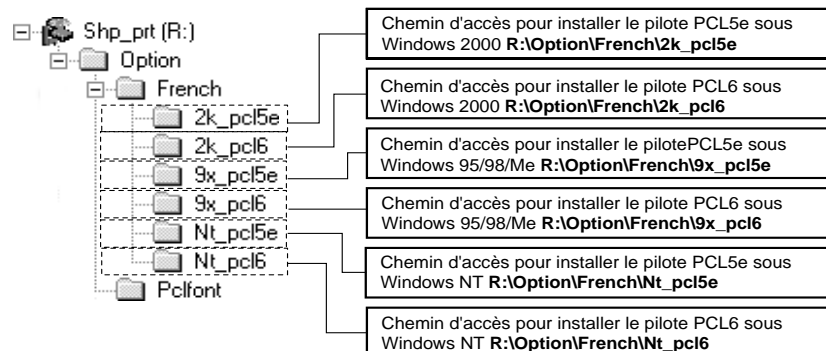 Shp_prt (R:)
Option
French
2k_pcl5e
2k_pcl6
9x_pcl5e
9x_pcl6
Nt_pcl5e
Nt_pcl6
Pclfont
Chemin d'accès pour installer le pilote PCL5e sous
Windows 2000 R:\Option\French\2k_pcl5e
Chemin d'accès pour installer le pilote PCL6 sous
Windows 2000 R:\Option\French\2k_pcl6
Chemin d'accès pour installer le pilotePCL5e sous
Windows 95/98/Me R:\Option\French\9x_pcl5e
Chemin d'accès pour installer le pilote PCL6 sous
Windows 95/98/Me R:\Option\French\9x_pcl6
Chemin d'accès pour installer le pilote PCL5e sous
Windows NT R:\Option\French\Nt_pcl5e
Chemin d'accès pour installer le pilote PCL6 sous
Windows NT R:\Option\French\Nt_pcl6